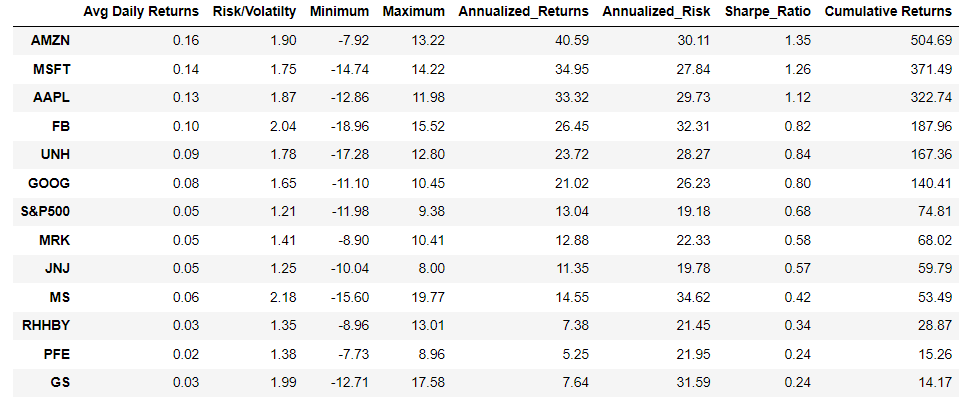 Avg Daily Returns Risk/Volatilty Minimum Maximum Annualized_Returns Annualized_Risk Sharpe_Ratio Cumulative Returns
AMZN 0.16 1.90 -7.92 13.22 40.59 30.11 1.35 504.69
MSFT 0.14 1.75 -14.74 14.22 34.95 27.84 1.26 371.49
AAPL 0.13 1.87 -12.86 11.98 33.32 29.73 1.12 322.74
FB 0.10 2.04 -18.96 15.52 26.45 32.31 0.82 187.96
UNH 0.09 1.78 -17.28 12.80 23.72 28.27 0.84 167.36
GOOG 0.08 1.65 -11.10 10.45 21.02 26.23 0.80 140.41
S&P500 0.05 1.21 -11.98 9.38 13.04 19.18 0.68 74.81
MRK 0.05 1.41 -8.90 10.41 12.88 22.33 0.58 68.02
JNJ 0.05 1.25 -10.04 8.00 11.35 19.78 0.57 59.79
MS 0.06 2.18 -15.60 19.77 14.55 34.62 0.42 53.49
RHHBY 0.03 1.35 -8.96 13.01 7.38 21.45 0.34 28.87
PFE 0.02 1.38 -7.73 8.96 5.25 21.95 0.24 15.26
GS 0.03 1.99 -12.71 17.58 7.64 31.59 0.24 14.17